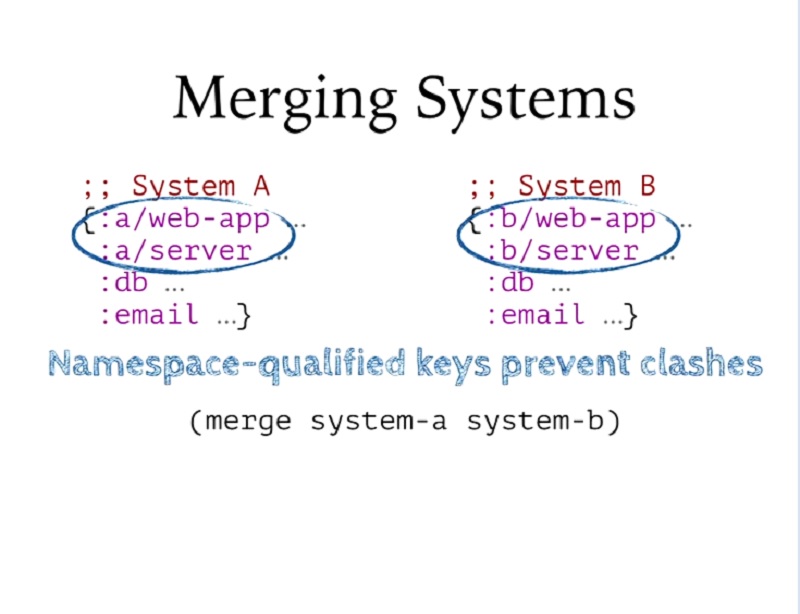 Merging Systems
;; System A
{:a/web-app ...
:a/server ...
:db ...
:email ...}
;; System B
{:b/web-app ...
:b/server ...
:db ...
:email ...}
Namespace-qualified keys prevent clashes
(merge system-a system-b)